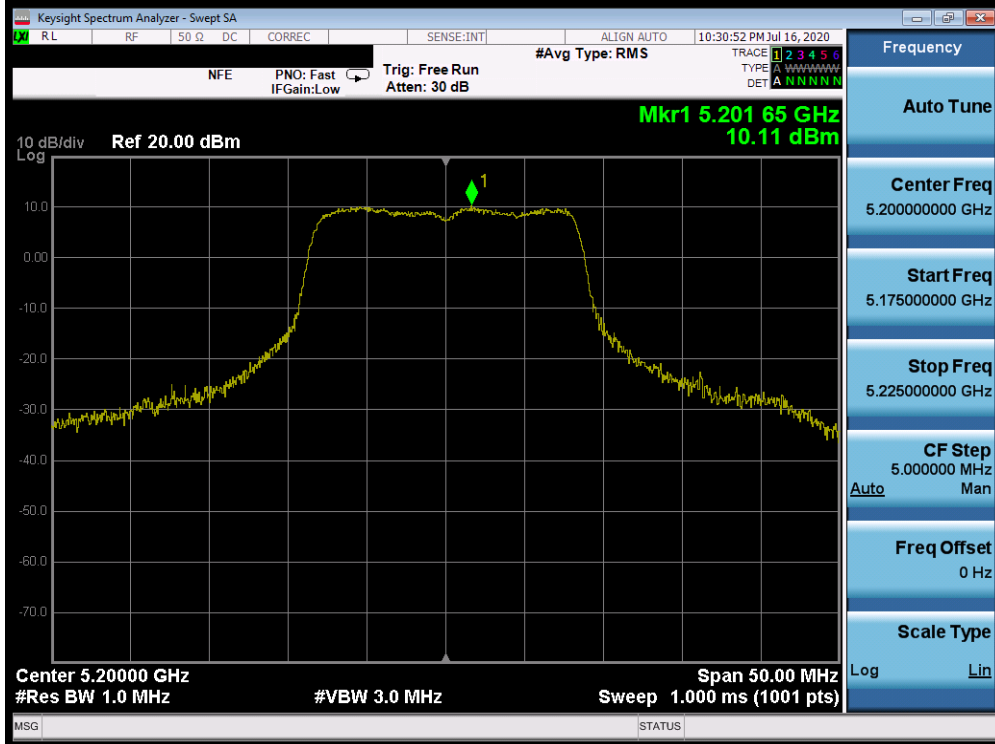 Keysight Spectrum Analyzer - Swept SA
LXI RL RF 50 Ω DC CORREC SENSE:INT ALIGN AUTO 10:30:52 PM Jul 16, 2020
#Avg Type: RMS TRACE 1 2 3 4 5 6
NFE PNO: Fast Trig: Free Run TYPE A WWWWW
IFGain:Low Atten: 30 dB DET A N N N N N
Mkr1 5.201 65 GHz
10.11 dBm
10 dB/div Ref 20.00 dBm
Log
1
10.0
0.00
-10.0
-20.0
-30.0
-40.0
-50.0
-60.0
-70.0
Center 5.20000 GHz Span 50.00 MHz
#Res BW 1.0 MHz #VBW 3.0 MHz Sweep 1.000 ms (1001 pts)
MSG STATUS
Frequency
Auto Tune
Center Freq
5.200000000 GHz
Start Freq
5.175000000 GHz
Stop Freq
5.225000000 GHz
CF Step
5.000000 MHz
Auto Man
Freq Offset
0 Hz
Scale Type
Log Lin